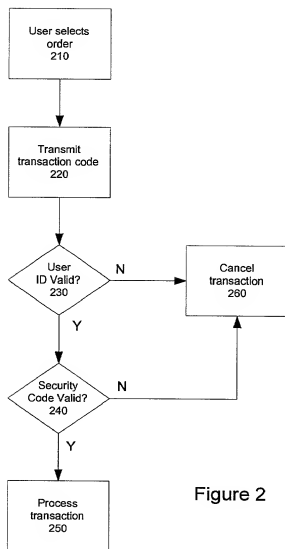 User selects
order
210
Transmit
transaction code
220
User
ID Valid?
230
N
Cancel
transaction
260
Y
Security
Code Valid?
240
N
Y
Process
transaction
250
Figure 2